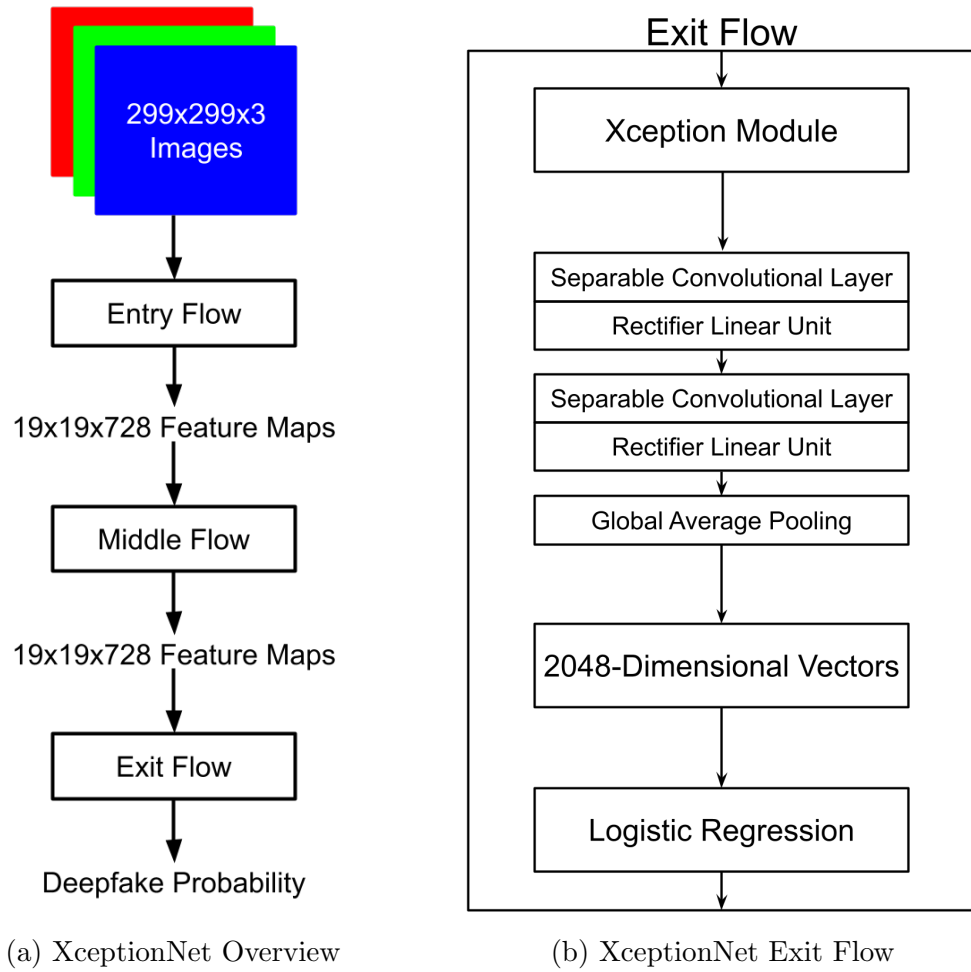 299x299x3
Images
Entry Flow
19x19x728 Feature Maps
Middle Flow
19x19x728 Feature Maps
Exit Flow
Deepfake Probability
(a) XceptionNet Overview
Exit Flow
Xception Module
Separable Convolutional Layer
Rectifier Linear Unit
Separable Convolutional Layer
Rectifier Linear Unit
Global Average Pooling
2048-Dimensional Vectors
Logistic Regression
(b) XceptionNet Exit Flow